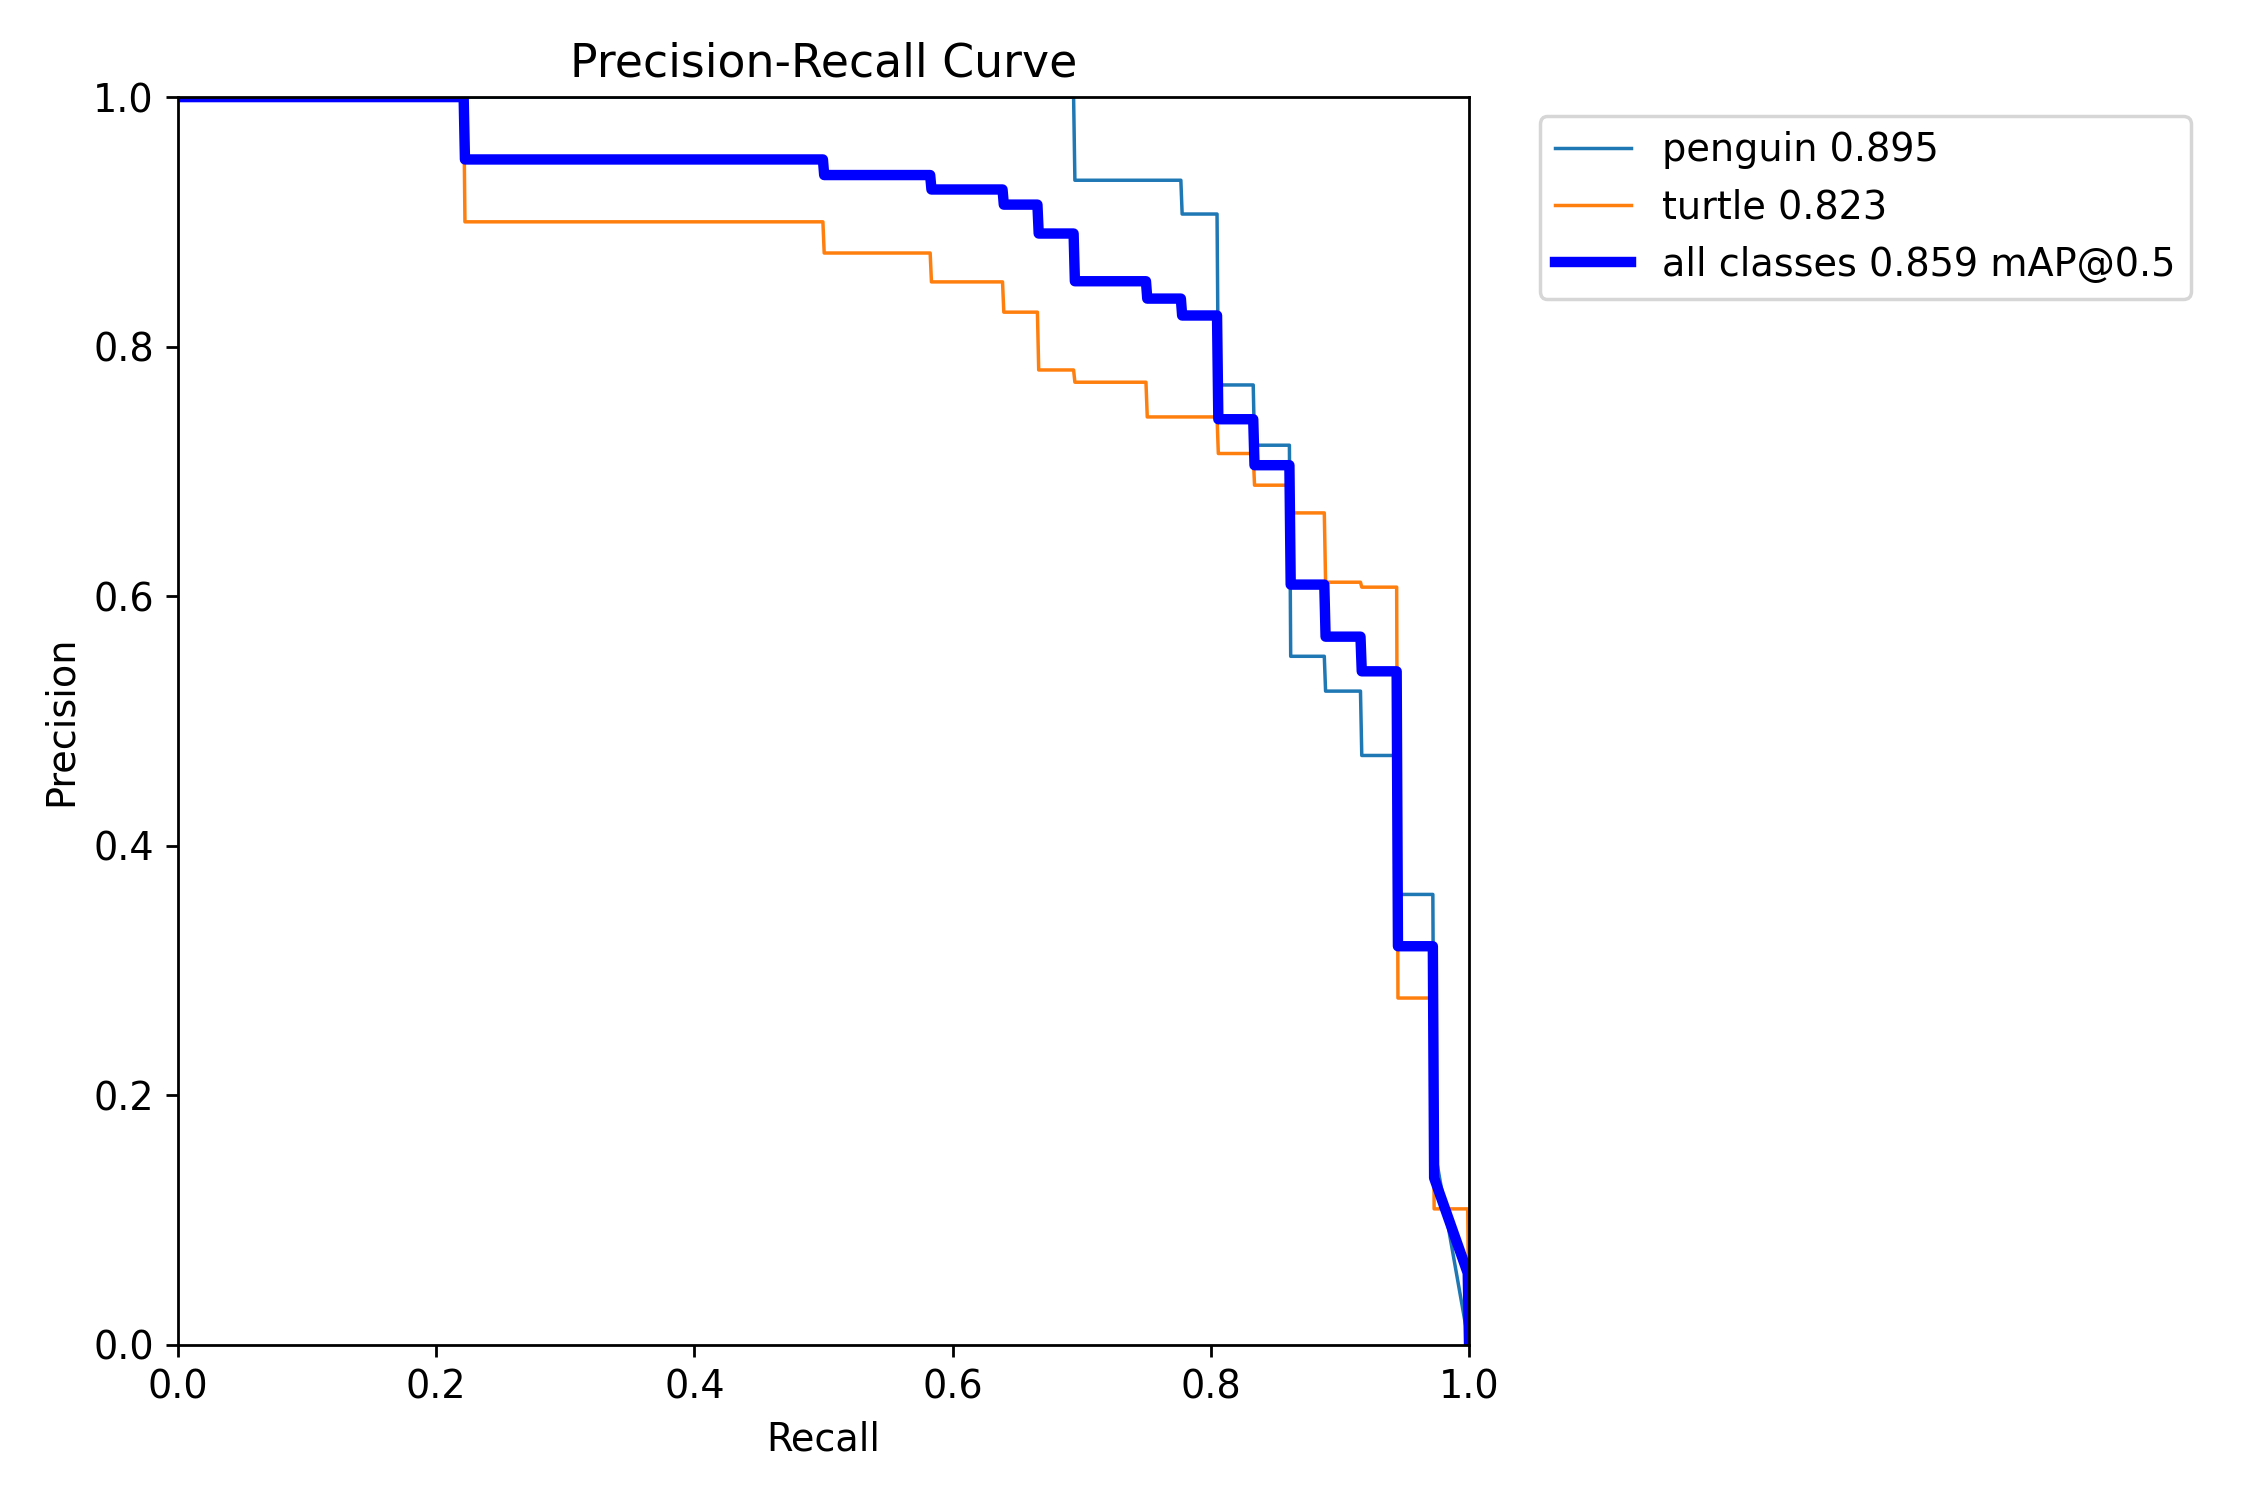 Precision-Recall Curve
1.0
0.8
0.6
0.4
0.2
0.0
Precision
0.0 0.2 0.4 0.6 0.8 1.0
Recall
penguin 0.895
turtle 0.823
all classes 0.859 mAP@0.5